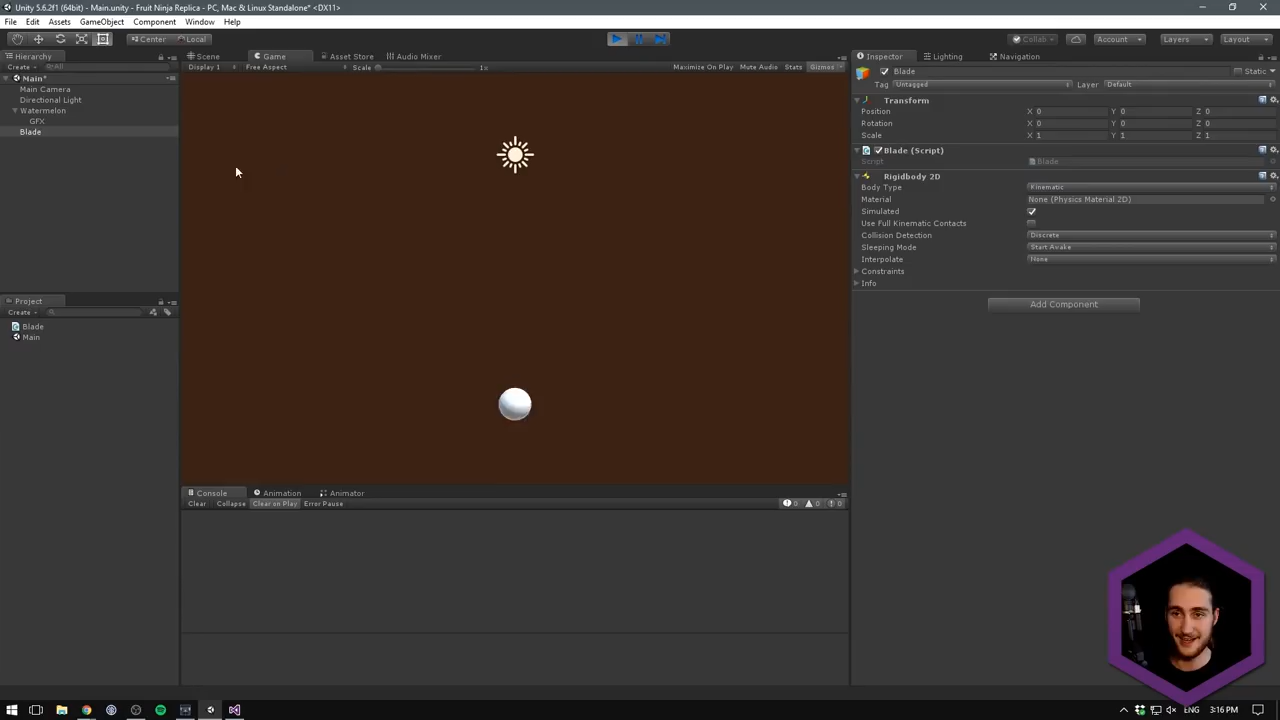 Unity 5.6.2f1 (64bit) - Main.unity - Fruit Ninja Replica - PC, Mac & Linux Standalone* <DX11>
File Edit Assets GameObject Component Window Help
Center Local
Collab Account Layers Layout
Hierarchy
Create All
Main*
Main Camera
Directional Light
Watermelon
GFX
Blade
Project
Create
Blade
Main
Scene Game Asset Store Audio Mixer
Display 1 Free Aspect Scale 1x Maximize On Play Mute Audio Stats Gizmos
Console Animation Animator
Clear Collapse Clear on Play Error Pause 0 0 0
Inspector Lighting Navigation
Blade Static
Tag Untagged Layer Default
Transform
Position X 0 Y 0 Z 0
Rotation X 0 Y 0 Z 0
Scale X 1 Y 1 Z 1
Blade (Script)
Script Blade
Rigidbody 2D
Body Type Kinematic
Material None (Physics Material 2D)
Simulated
Use Full Kinematic Contacts
Collision Detection Discrete
Sleeping Mode Start Awake
Interpolate None
Constraints
Info
Add Component
ENG 3:16 PM